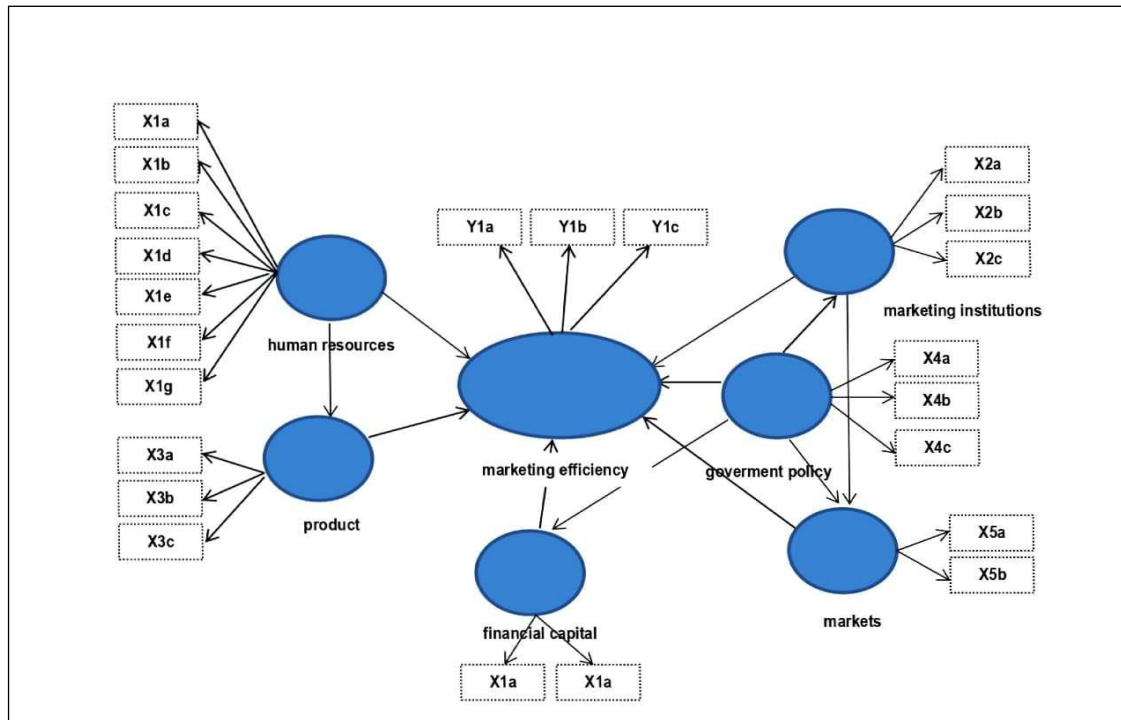 X1a
X1b
X1c
X1d
X1e
X1f
X1g
human resources
X3a
X3b
X3c
product
Y1a
Y1b
Y1c
marketing efficiency
financial capital
X1a
X1a
X2a
X2b
X2c
marketing institutions
X4a
X4b
X4c
goverment policy
X5a
X5b
markets